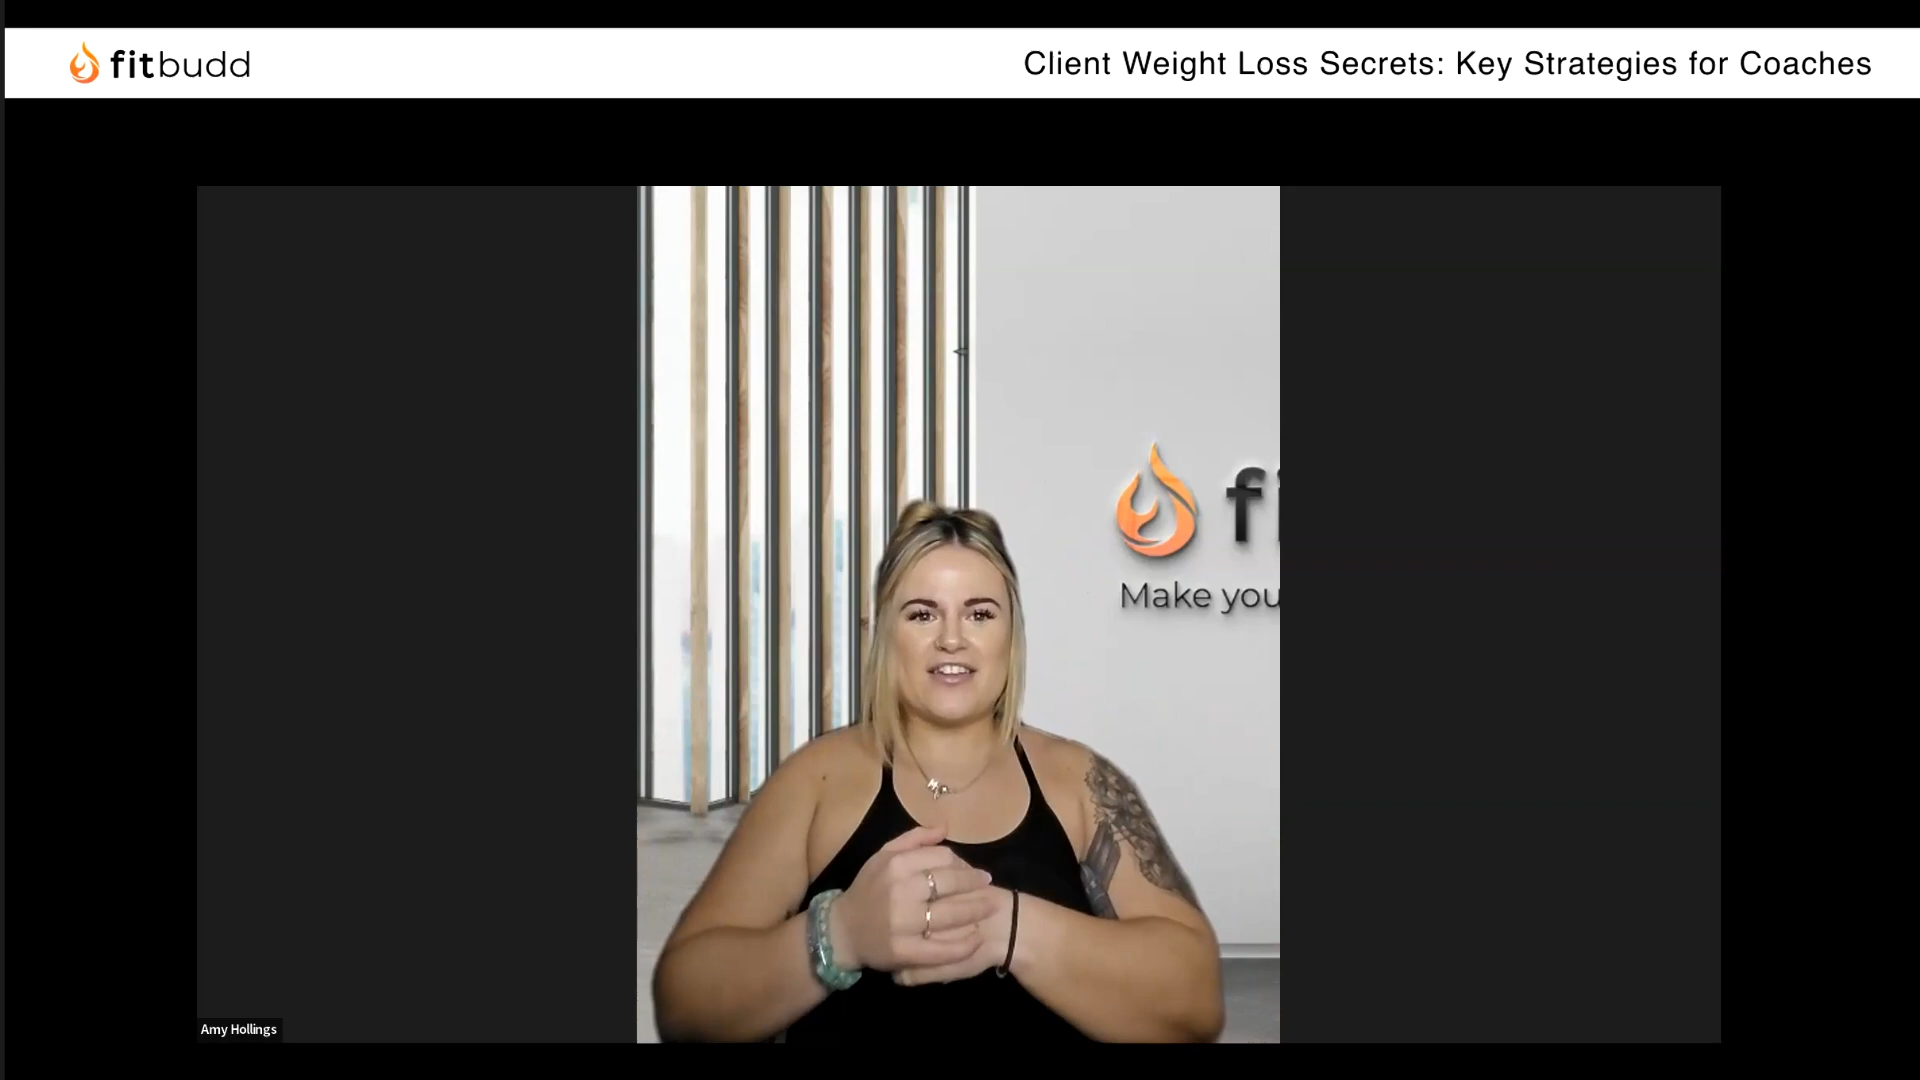 fitbudd
Client Weight Loss Secrets: Key Strategies for Coaches
fi
Make you
Amy Hollings